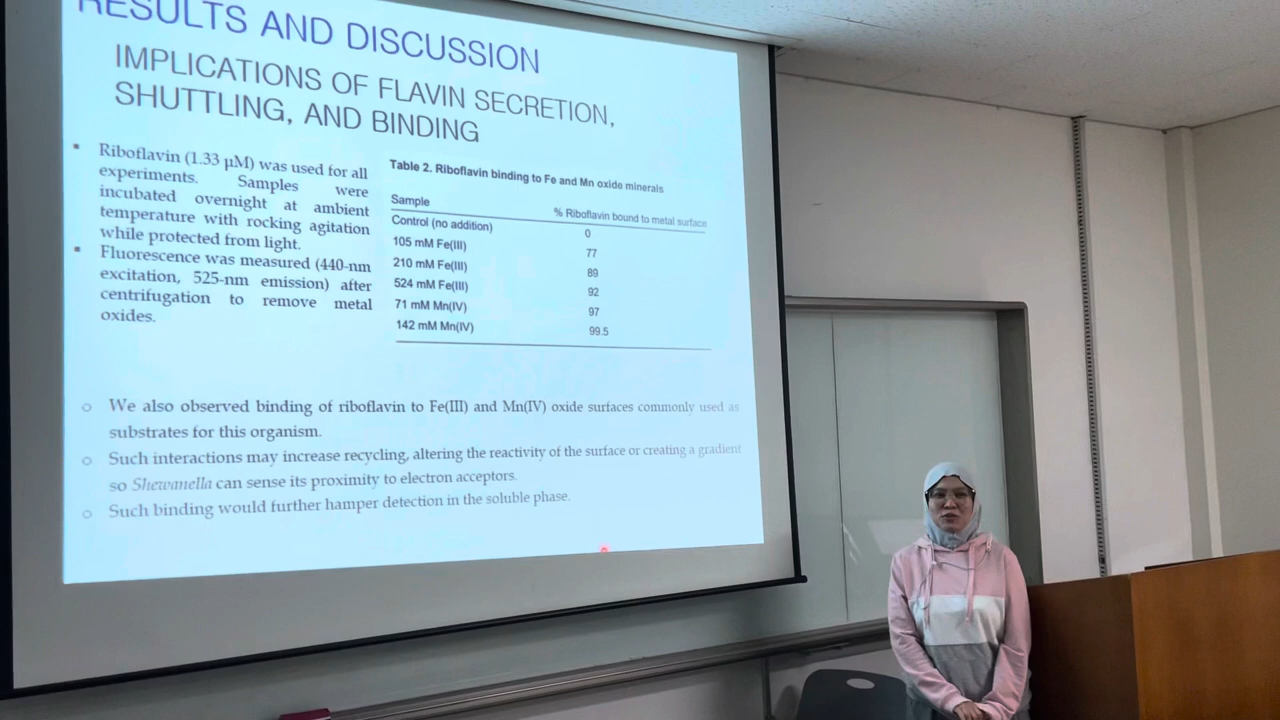 RESULTS AND DISCUSSION
IMPLICATIONS OF FLAVIN SECRETION,
SHUTTLING, AND BINDING
▪ Riboflavin (1.33 µM) was used for all
experiments. Samples were
incubated overnight at ambient
temperature with rocking agitation
while protected from light.
▪ Fluorescence was measured (440-nm
excitation, 525-nm emission) after
centrifugation to remove metal
oxides.
Table 2. Riboflavin binding to Fe and Mn oxide minerals
Sample % Riboflavin bound to metal surface
Control (no addition) 0
105 mM Fe(III) 77
210 mM Fe(III) 89
524 mM Fe(III) 92
71 mM Mn(IV) 97
142 mM Mn(IV) 99.5
○ We also observed binding of riboflavin to Fe(III) and Mn(IV) oxide surfaces commonly used as
substrates for this organism.
○ Such interactions may increase recycling, altering the reactivity of the surface or creating a gradient
so Shewanella can sense its proximity to electron acceptors.
○ Such binding would further hamper detection in the soluble phase.